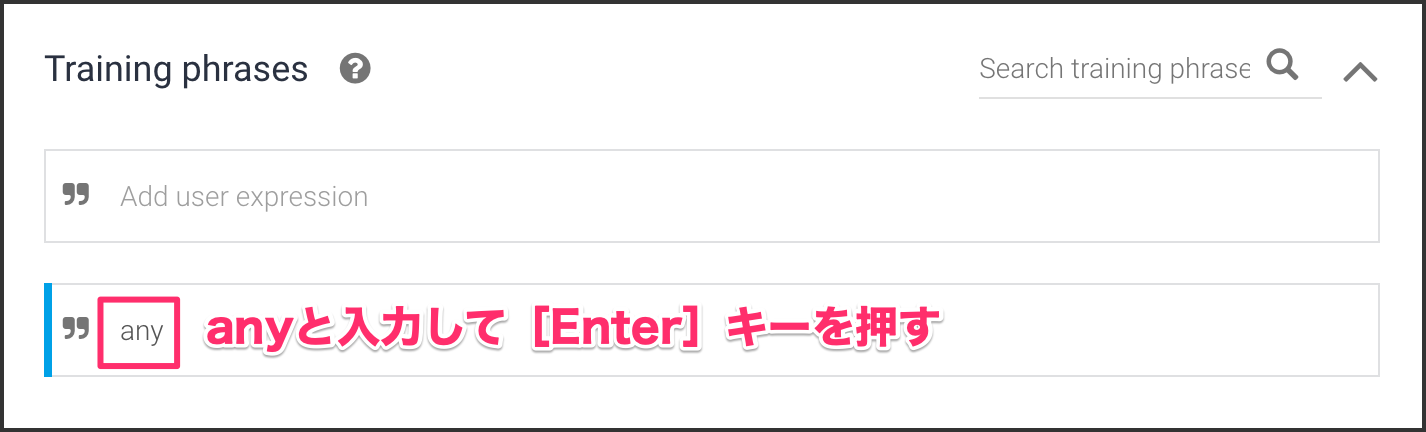 Training phrases ?
Search training phrase
Add user expression
any
anyと入力して［Enter］キーを押す